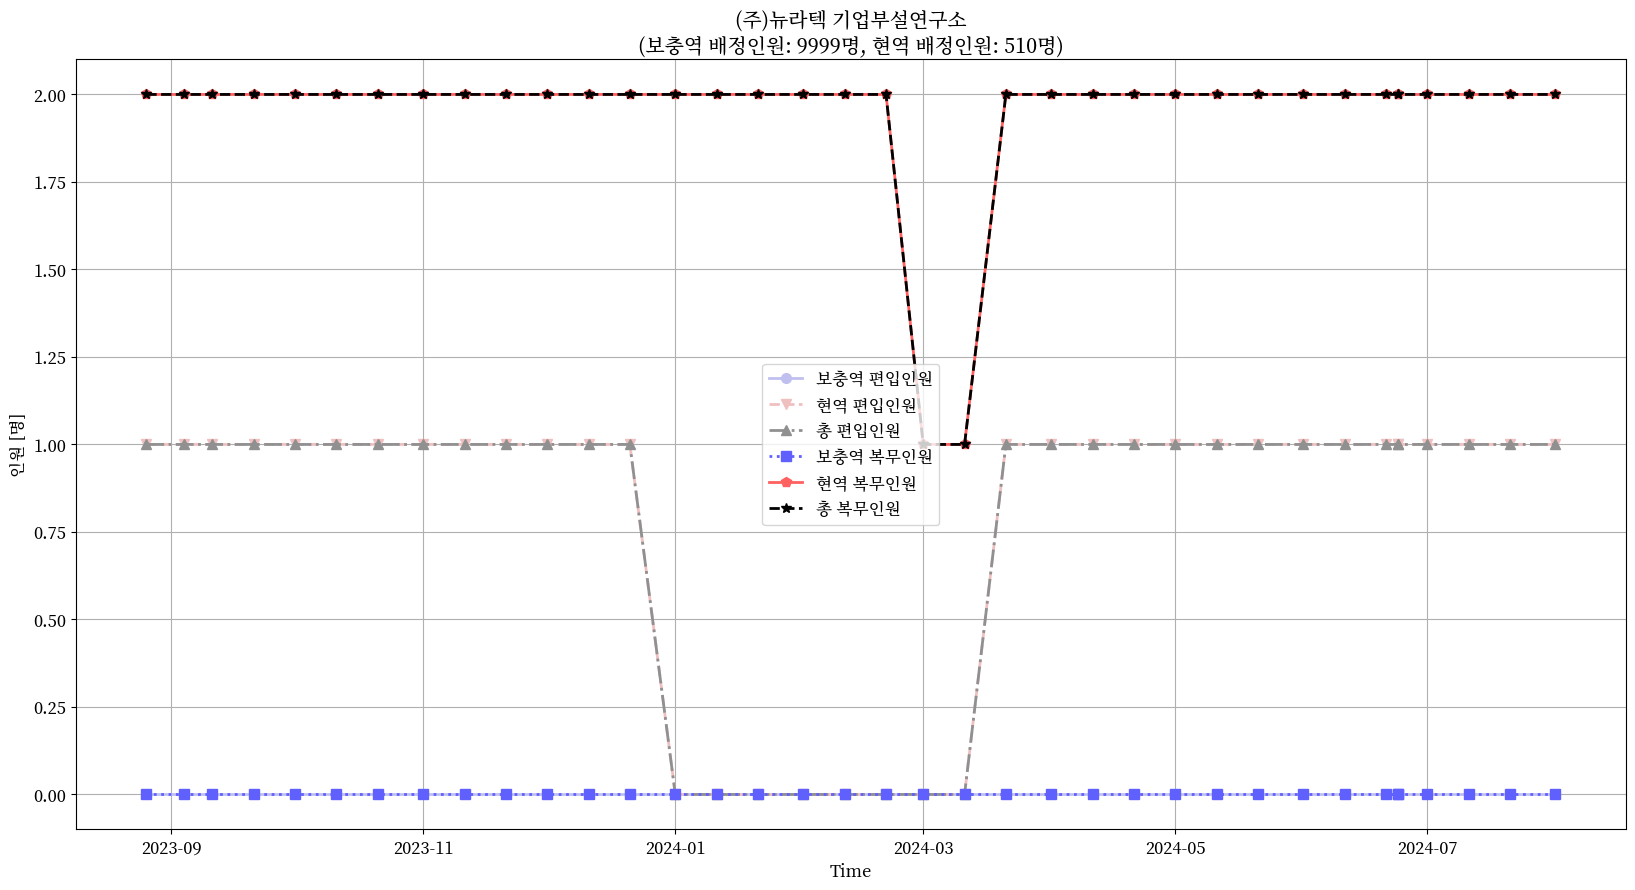 (주)뉴라텍 기업부설연구소
(보충역 배정인원: 9999명, 현역 배정인원: 510명)
인원 [명]
2.00
1.75
1.50
1.25
1.00
0.75
0.50
0.25
0.00
보충역 편입인원
현역 편입인원
총 편입인원
보충역 복무인원
현역 복무인원
총 복무인원
2023-09
2023-11
2024-01
2024-03
2024-05
2024-07
Time